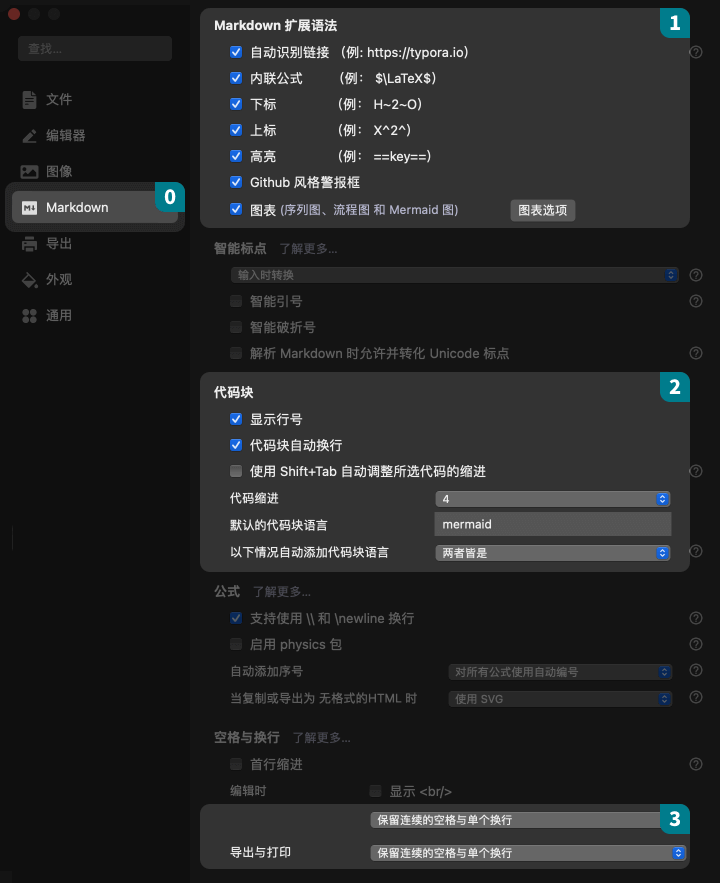 查找...
文件
编辑器
图像
Markdown
0
导出
外观
通用
Markdown 扩展语法
1
自动识别链接 （例: https://typora.io）
内联公式 （例： $\LaTeX$）
下标 （例： H~2~O）
上标 （例： X^2^）
高亮 （例： ==key==）
Github 风格警报框
图表 (序列图、流程图 和 Mermaid 图) 图表选项
智能标点 了解更多...
输入时转换
智能引号
智能破折号
解析 Markdown 时允许并转化 Unicode 标点
代码块
2
显示行号
代码块自动换行
使用 Shift+Tab 自动调整所选代码的缩进
代码缩进 4
默认的代码块语言 mermaid
以下情况自动添加代码块语言 两者皆是
公式 了解更多...
支持使用 \\ 和 \newline 换行
启用 physics 包
自动添加序号 对所有公式使用自动编号
当复制或导出为 无格式的HTML 时 使用 SVG
空格与换行 了解更多...
首行缩进
编辑时 显示 <br/>
保留连续的空格与单个换行
3
导出与打印 保留连续的空格与单个换行